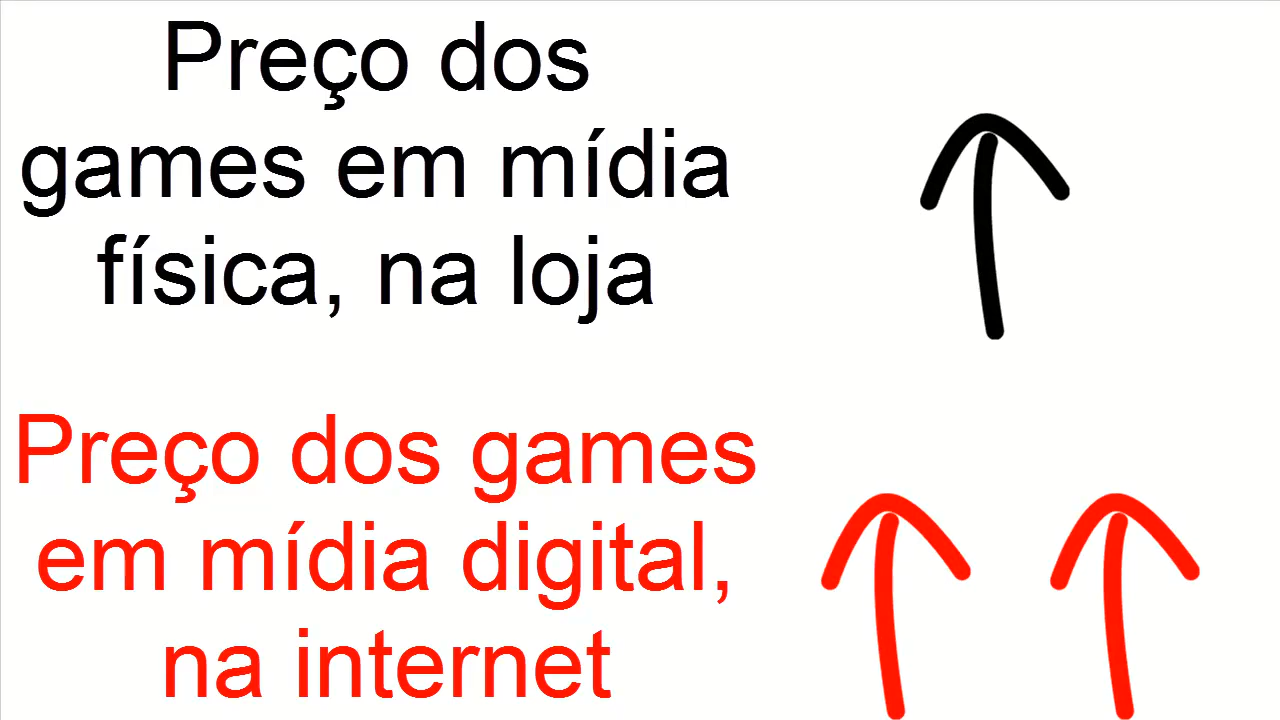 Preço dos
games em mídia
física, na loja
Preço dos games
em mídia digital,
na internet